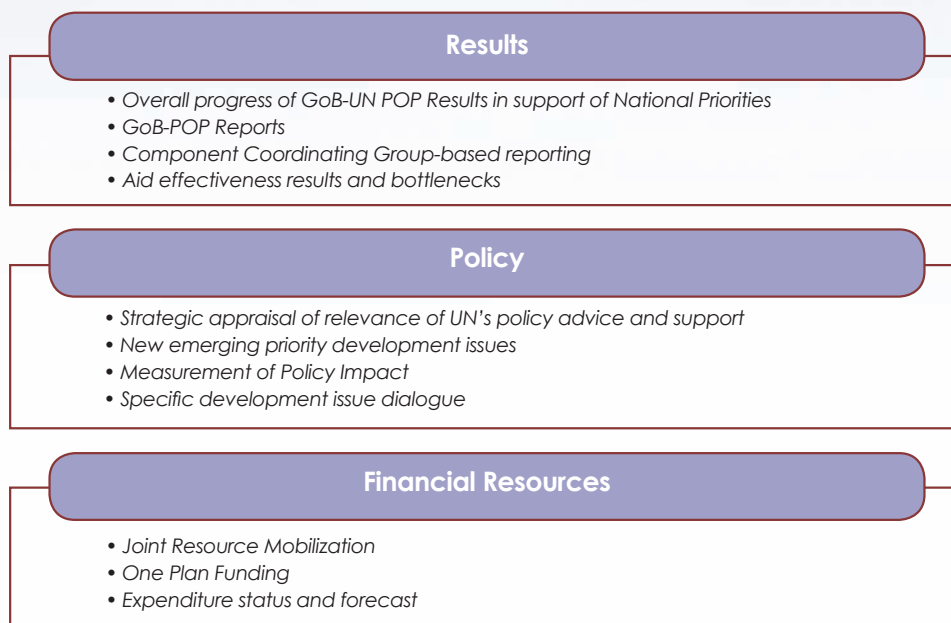 Results
• Overall progress of GoB-UN POP Results in support of National Priorities
• GoB-POP Reports
• Component Coordinating Group-based reporting
• Aid effectiveness results and bottlenecks
Policy
• Strategic appraisal of relevance of UN's policy advice and support
• New emerging priority development issues
• Measurement of Policy Impact
• Specific development issue dialogue
Financial Resources
• Joint Resource Mobilization
• One Plan Funding
• Expenditure status and forecast